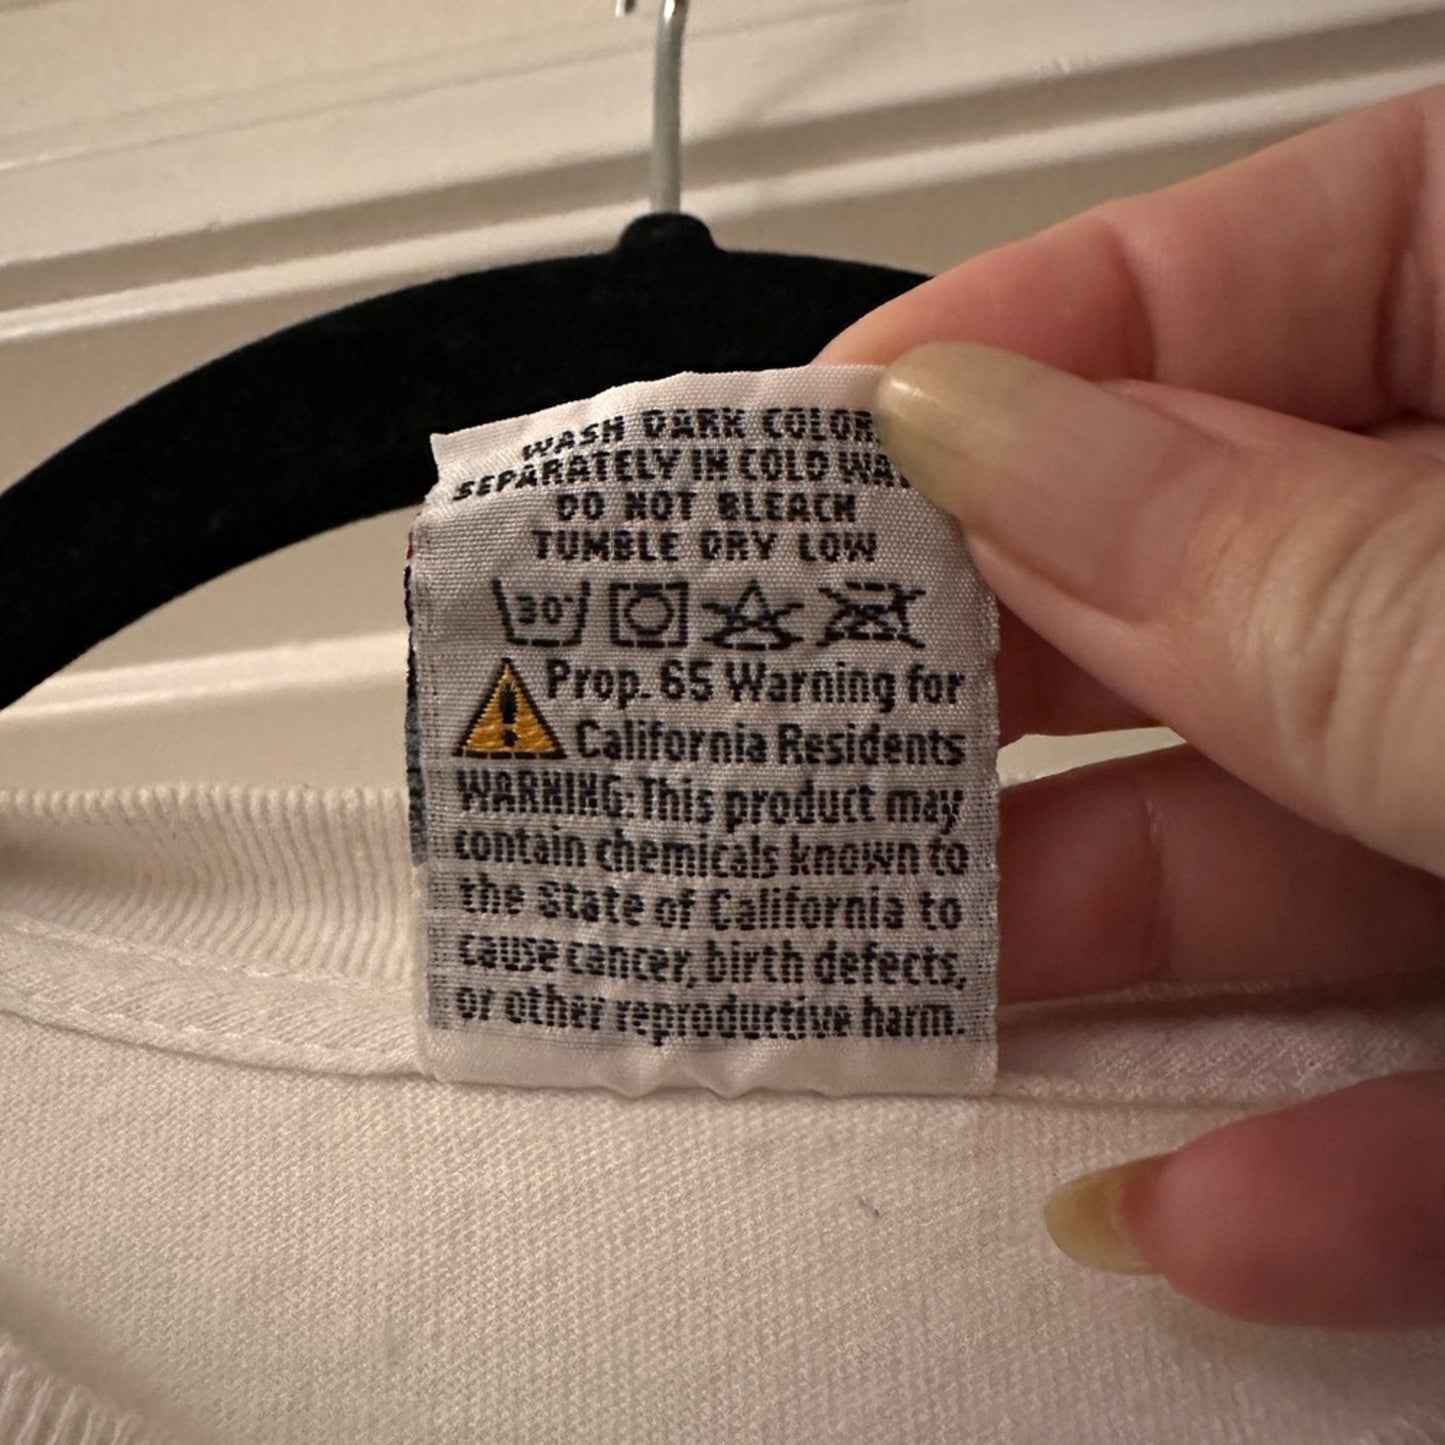 WASH DARK COLOR
SEPARATELY IN COLD
DO NOT BLEACH
TUMBLE DRY LOW
30°
Prop. 65 Warning for
California Residents
WARNING: This product may
contain chemicals known to
the State of California to
cause cancer, birth defects,
or other reproductive harm.